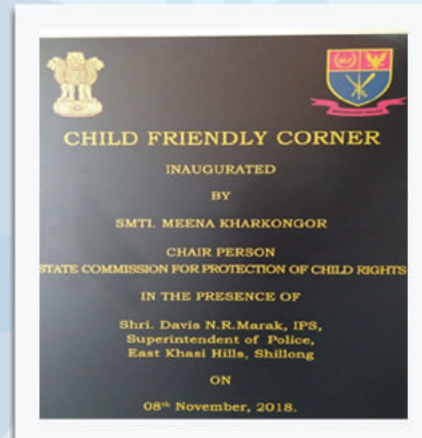 CHILD FRIENDLY CORNER
INAUGURATED
BY
SMTI. MEENA KHARKONGOR
CHAIR PERSON
STATE COMMISSION FOR PROTECTION OF CHILD RIGHTS
IN THE PRESENCE OF
Shri. Davis N.R.Marak, IPS,
Superintendent of Police,
East Khasi Hills, Shillong
ON
08th November, 2018.